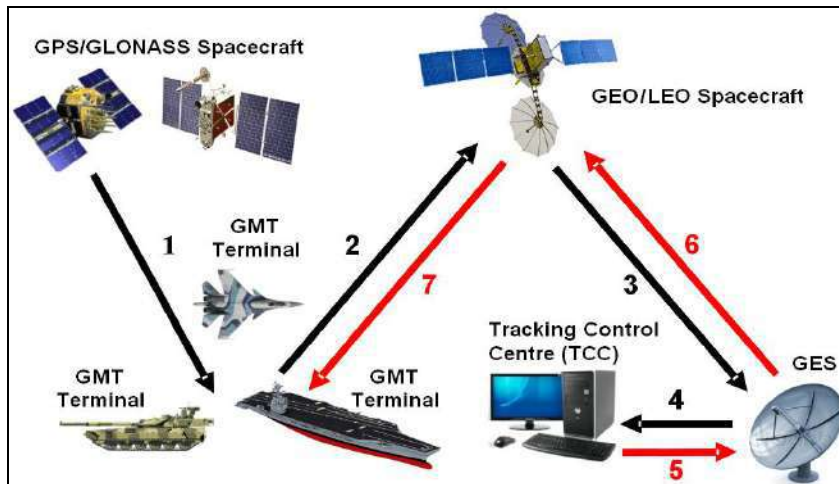 GPS/GLONASS Spacecraft
GEO/LEO Spacecraft
1
GMT
Terminal
2
7
6
3
Tracking Control
Centre (TCC)
GES
GMT
Terminal
GMT
Terminal
4
5